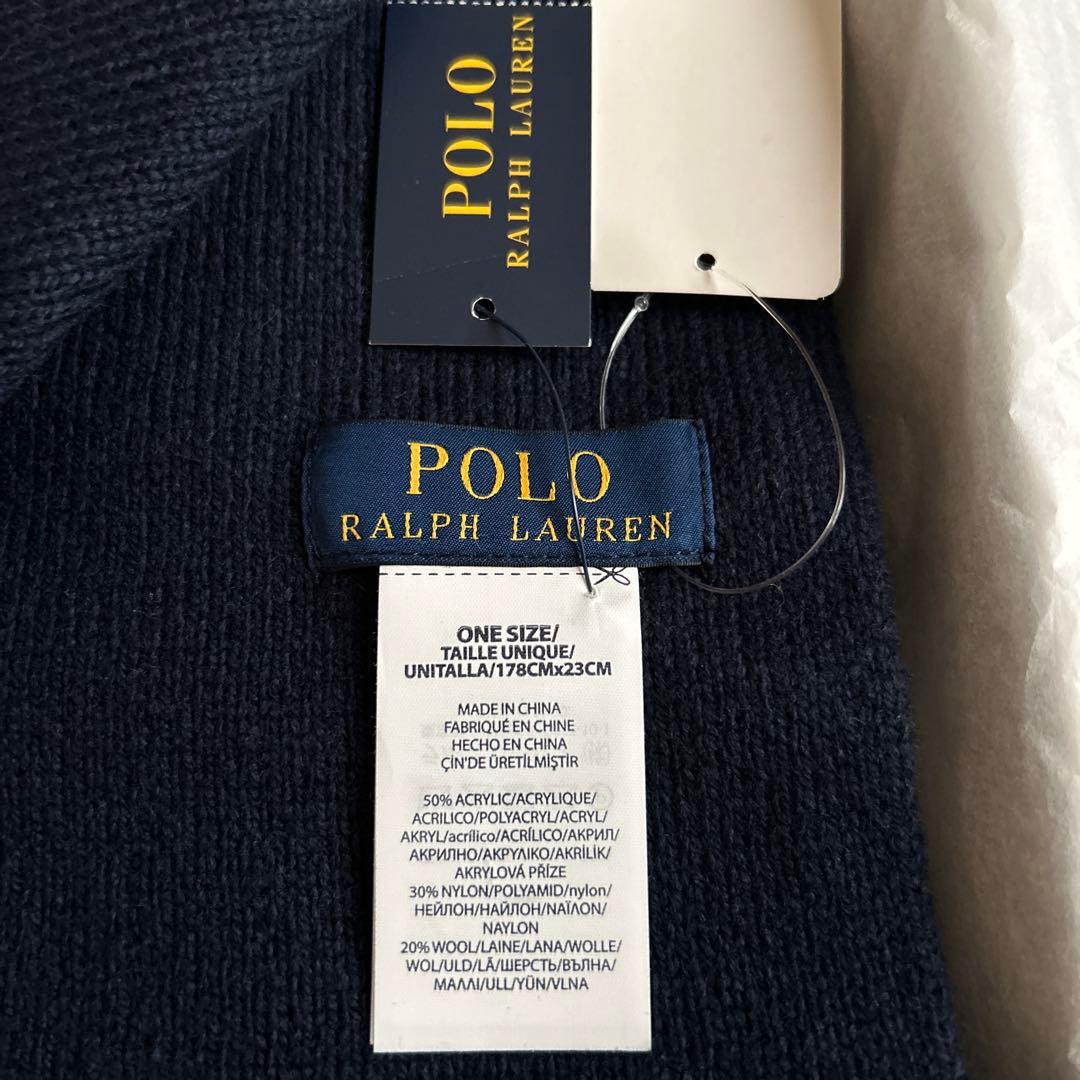 POLO
RALPH LAUREN
POLO
RALPH LAUREN
ONE SIZE/
TAILLE UNIQUE/
UNITALLA/178CMx23CM
MADE IN CHINA
FABRIQUÉ EN CHINE
HECHO EN CHINA
ÇİN'DE ÜRETİLMİŞTİR
50% ACRYLIC/ACRYLIQUE/
ACRILICO/POLYACRYL/ACRYL/
AKRYL/acrílico/ACRÍLICO/АКРИЛ/
АКРИЛНО/ΑΚΡΥΛΙΚΟ/AKRİLİK/
AKRYLOVÁ PŘÍZE
30% NYLON/POLYAMID/nylon/
НЕЙЛОН/НАЙЛОН/ΝΑΪΛΟΝ/
NAYLON
20% WOOL/LAINE/LANA/WOLLE/
WOL/ULD/LÃ/ШЕРСТЬ/ВЪЛНА/
ΜΑΛΛΙ/ULL/YÜN/VLNA